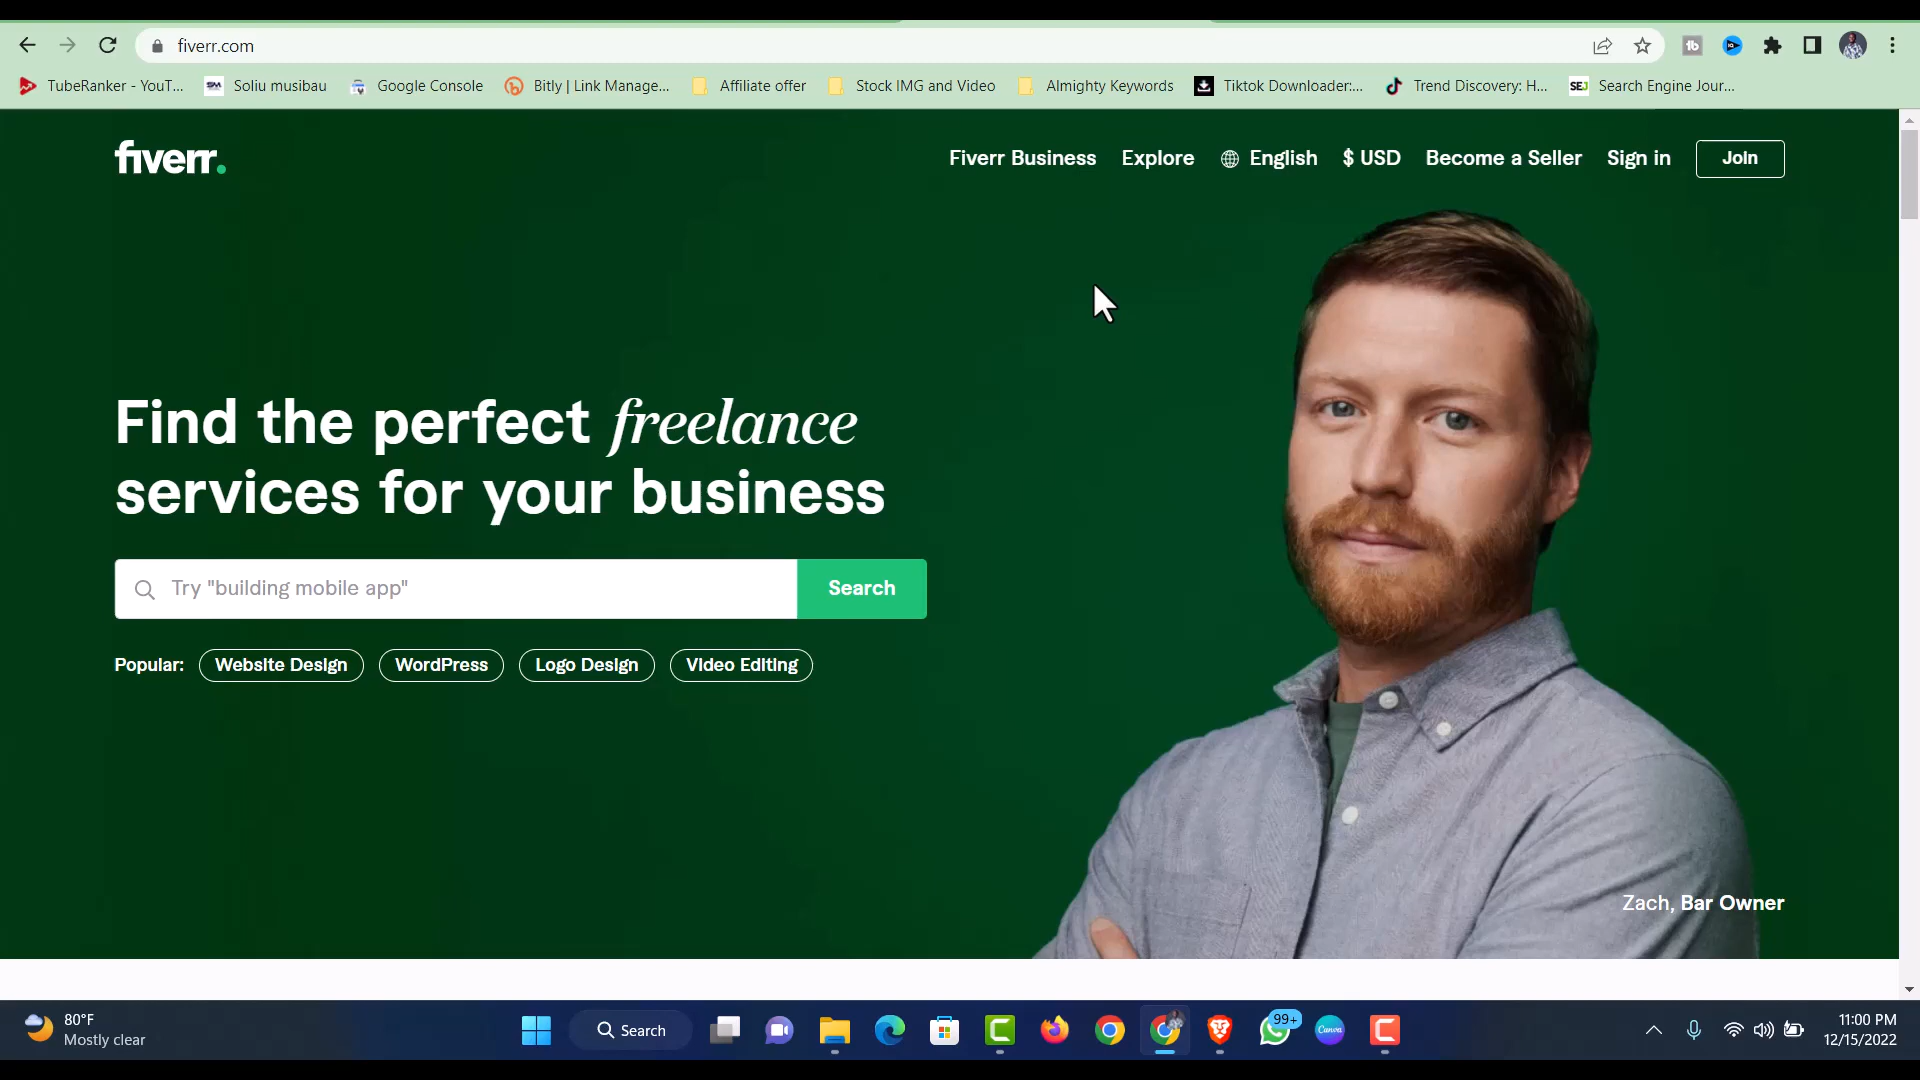 fiverr.com
TubeRanker - YouT...
Soliu musibau
Google Console
Bitly | Link Manage...
Affiliate offer
Stock IMG and Video
Almighty Keywords
Tiktok Downloader:...
Trend Discovery: H...
SEJ
Search Engine Jour...
fiverr.
Fiverr Business
Explore
English
$ USD
Become a Seller
Sign in
Join
Find the perfect freelance
services for your business
Try "building mobile app"
Search
Popular:
Website Design
WordPress
Logo Design
Video Editing
Zach, Bar Owner
80°F
Mostly clear
Search
99+
Canva
11:00 PM
12/15/2022